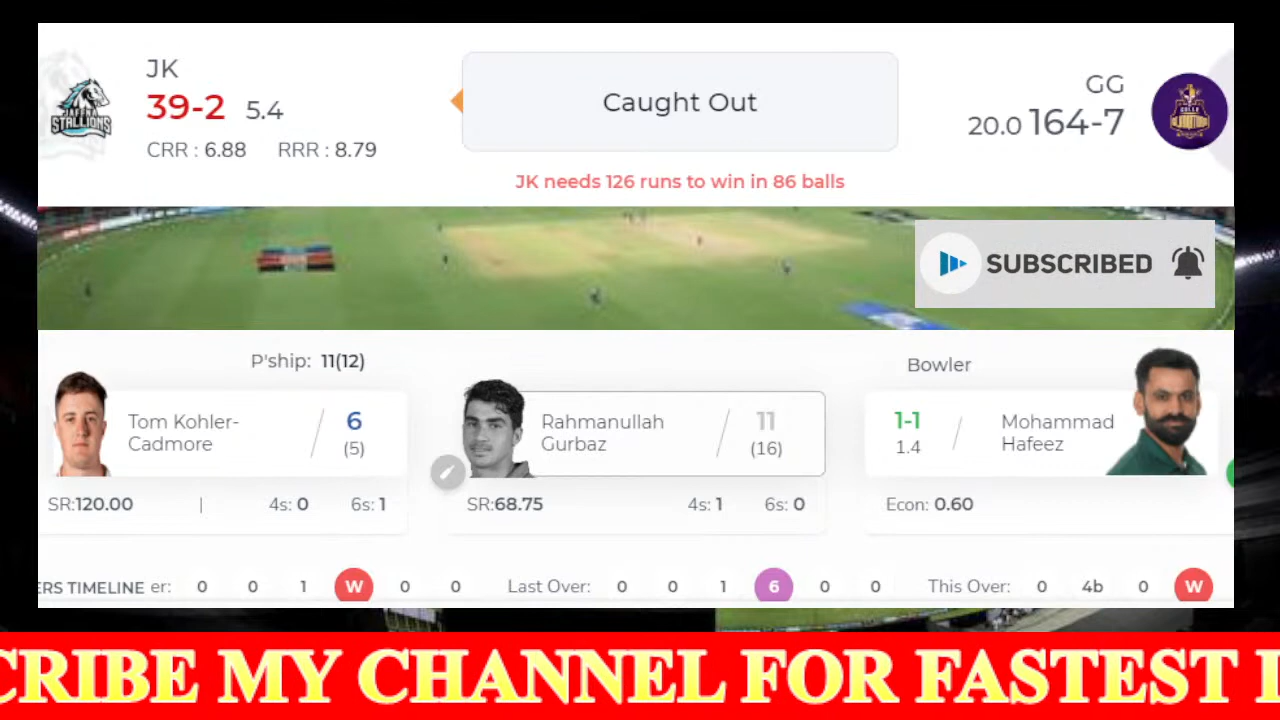 JK
39-2 5.4
CRR : 6.88 RRR : 8.79
JAFFNA
STALLIONS
Caught Out
JK needs 126 runs to win in 86 balls
GG
20.0 164-7
GALLE
SUBSCRIBED
P'ship: 11(12)
Tom Kohler-
Cadmore
6
(5)
SR:120.00 | 4s: 0 6s: 1
Rahmanullah
Gurbaz
11
(16)
SR:68.75 4s: 1 6s: 0
Bowler
1-1
1.4
Mohammad
Hafeez
Econ: 0.60
ERS TIMELINE er: 0 0 1 W 0 0 Last Over: 0 0 1 6 0 0 This Over: 0 4b 0 W
CRIBE MY CHANNEL FOR FASTEST